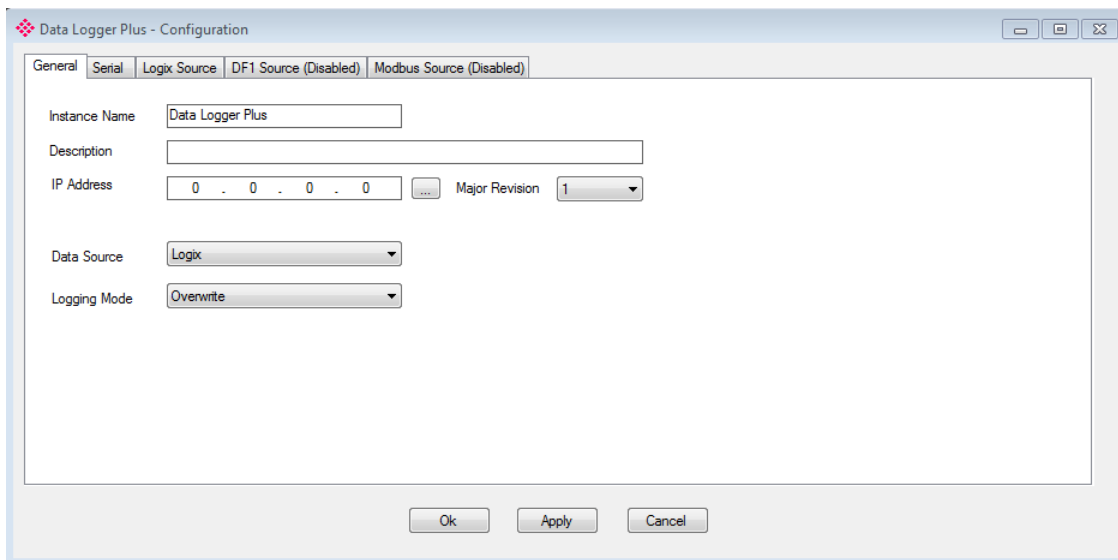 Data Logger Plus - Configuration
General Serial Logix Source DF1 Source (Disabled) Modbus Source (Disabled)
Instance Name Data Logger Plus
Description
IP Address 0 . 0 . 0 . 0 ... Major Revision 1
Data Source Logix
Logging Mode Overwrite
Ok Apply Cancel